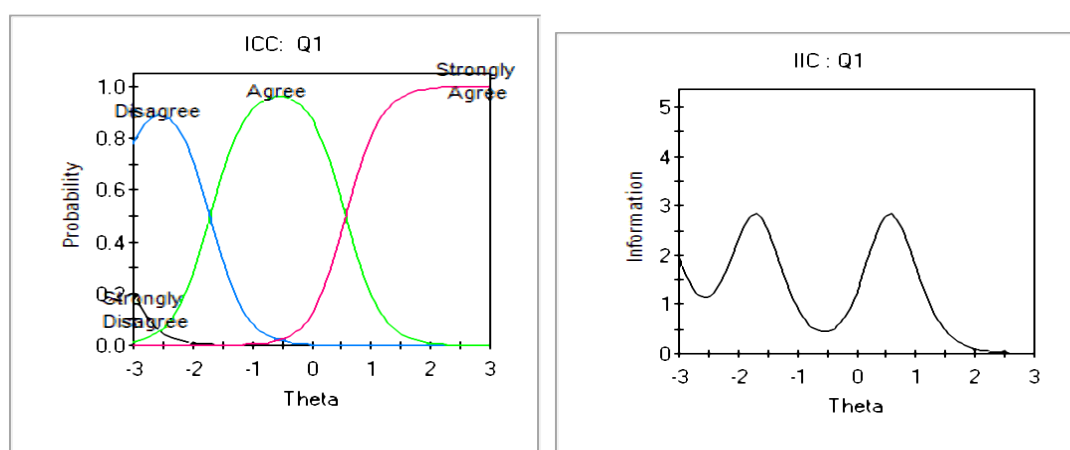 ICC: Q1
Strongly
Agree
Agree
Disagree
Strongly
Disagree
1.0
0.8
0.6
0.4
0.2
0.0
Probability
-3 -2 -1 0 1 2 3
Theta
IIC : Q1
5
4
3
2
1
0
Information
-3 -2 -1 0 1 2 3
Theta